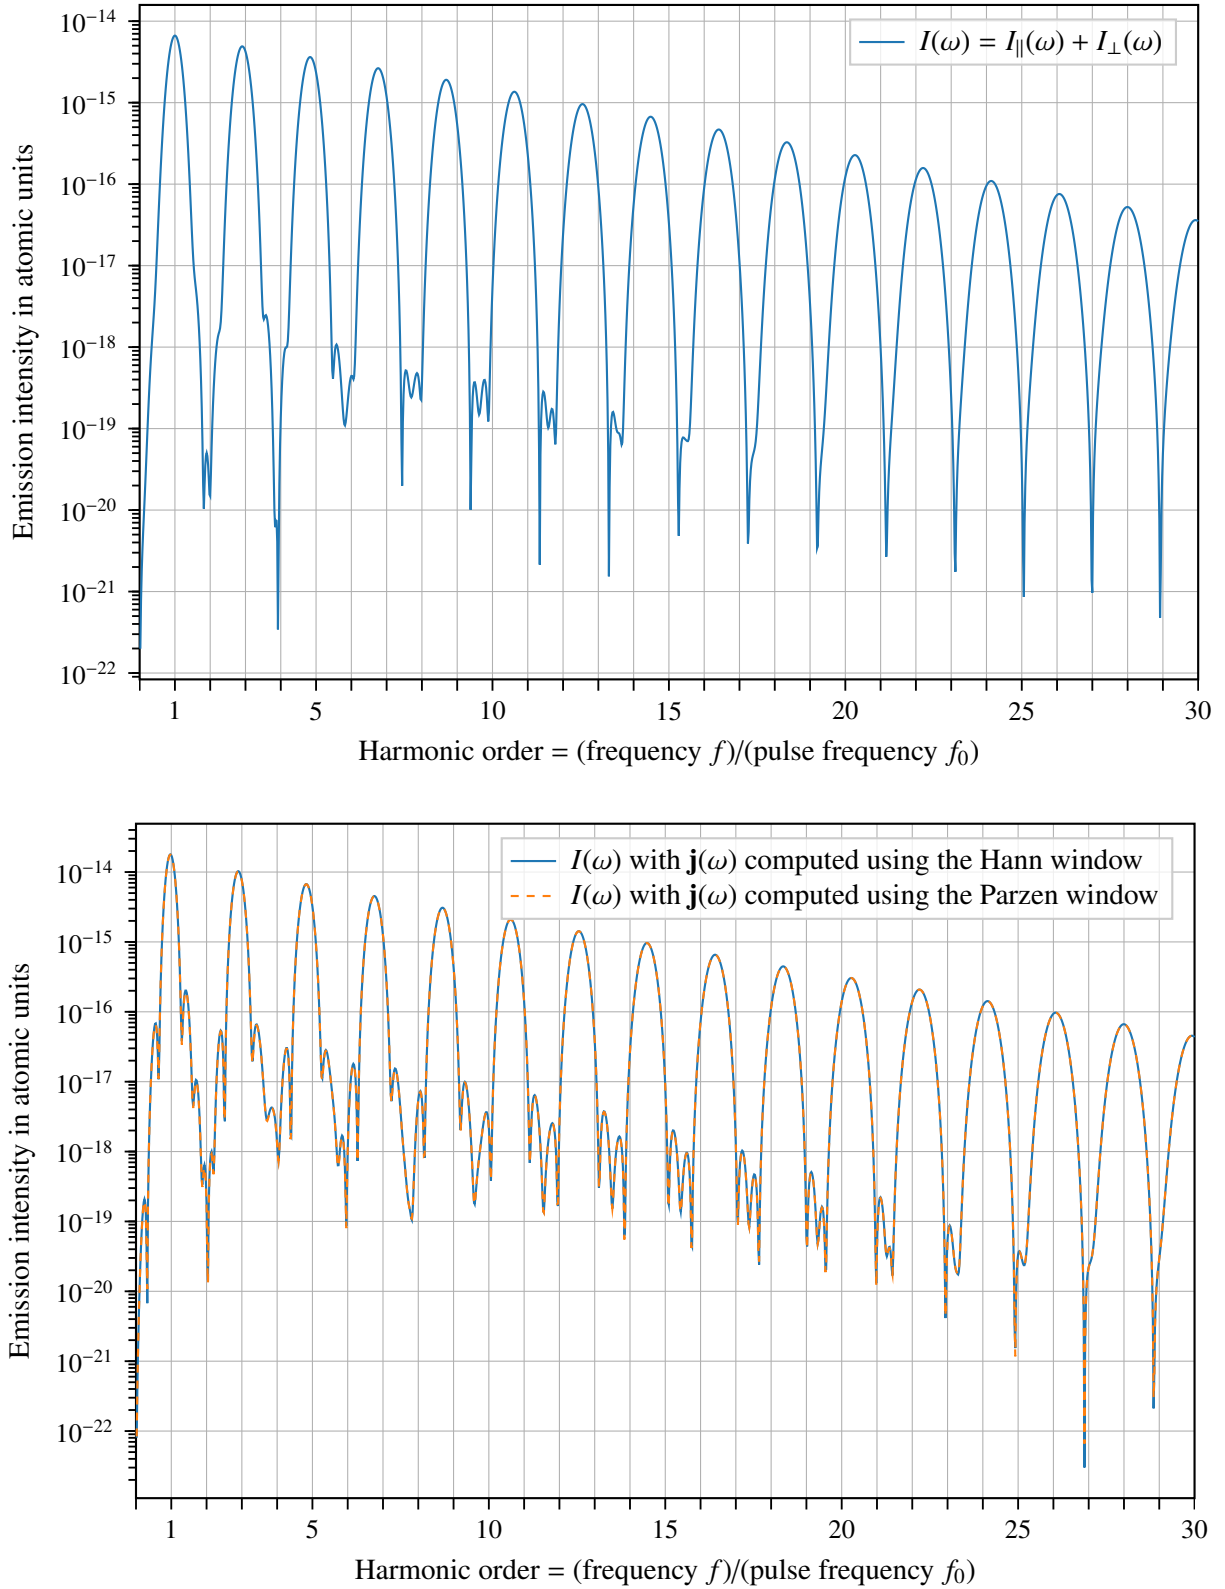 10⁻¹⁴
10⁻¹⁵
10⁻¹⁶
10⁻¹⁷
10⁻¹⁸
10⁻¹⁹
10⁻²⁰
10⁻²¹
10⁻²²
Emission intensity in atomic units
I(ω) = I∥(ω) + I⊥(ω)
1 5 10 15 20 25 30
Harmonic order = (frequency f)/(pulse frequency f₀)
10⁻¹⁴
10⁻¹⁵
10⁻¹⁶
10⁻¹⁷
10⁻¹⁸
10⁻¹⁹
10⁻²⁰
10⁻²¹
10⁻²²
Emission intensity in atomic units
I(ω) with j(ω) computed using the Hann window
I(ω) with j(ω) computed using the Parzen window
1 5 10 15 20 25 30
Harmonic order = (frequency f)/(pulse frequency f₀)